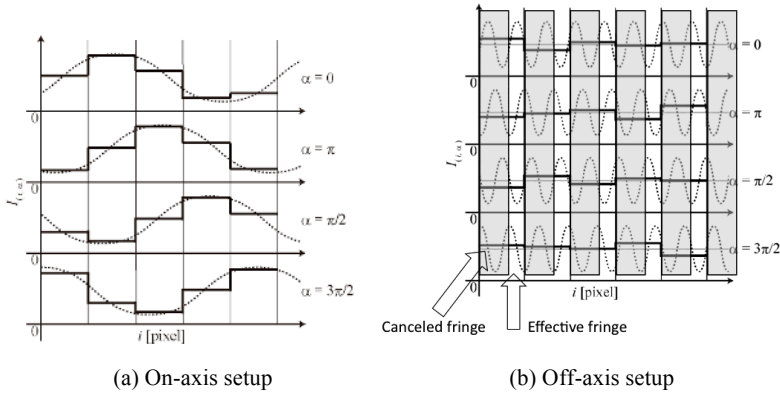 α = 0
0
α = π
0
α = π/2
0
α = 3π/2
0
I(i, α)
i [pixel]
(a) On-axis setup
α = 0
0
α = π
0
α = π/2
0
α = 3π/2
0
I(i, α)
i [pixel]
Canceled fringe
Effective fringe
(b) Off-axis setup